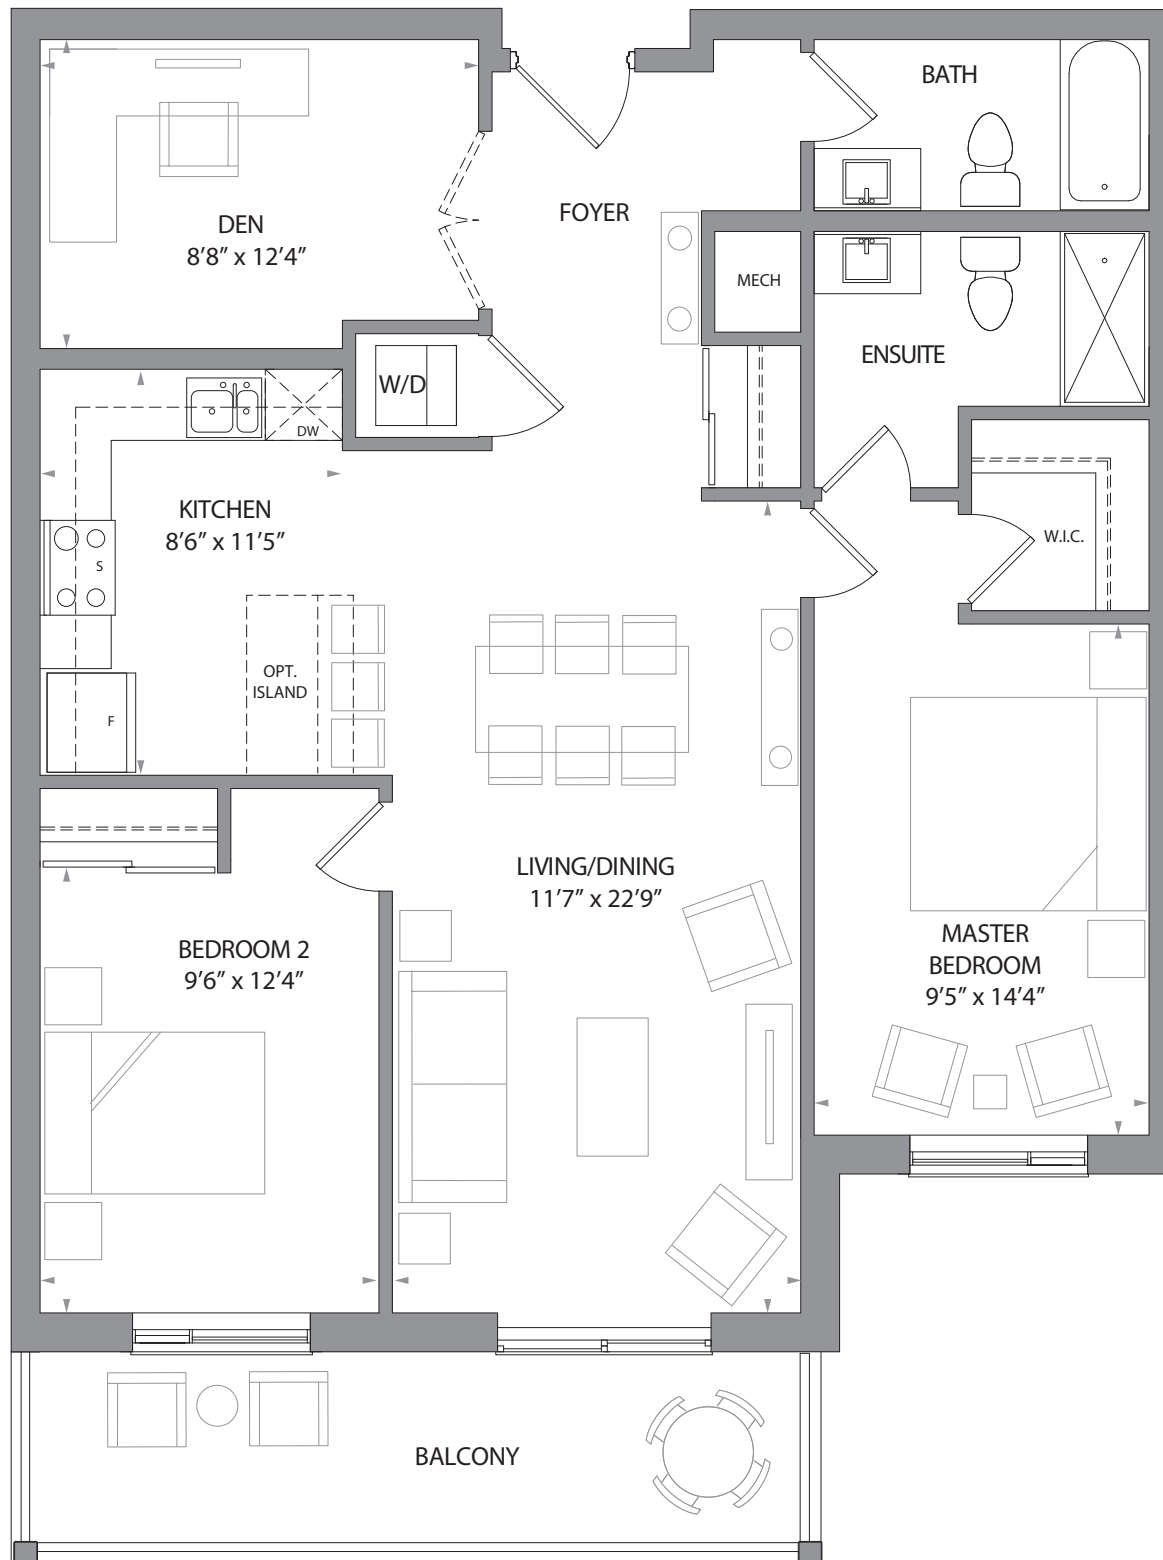 BATH
DEN
8’8” x 12’4”
FOYER
MECH
ENSUITE
W/D
DW
KITCHEN
8’6” x 11’5”
S
W.I.C.
OPT.
ISLAND
F
LIVING/DINING
11’7” x 22’9”
BEDROOM 2
9’6” x 12’4”
MASTER
BEDROOM
9’5” x 14’4”
BALCONY